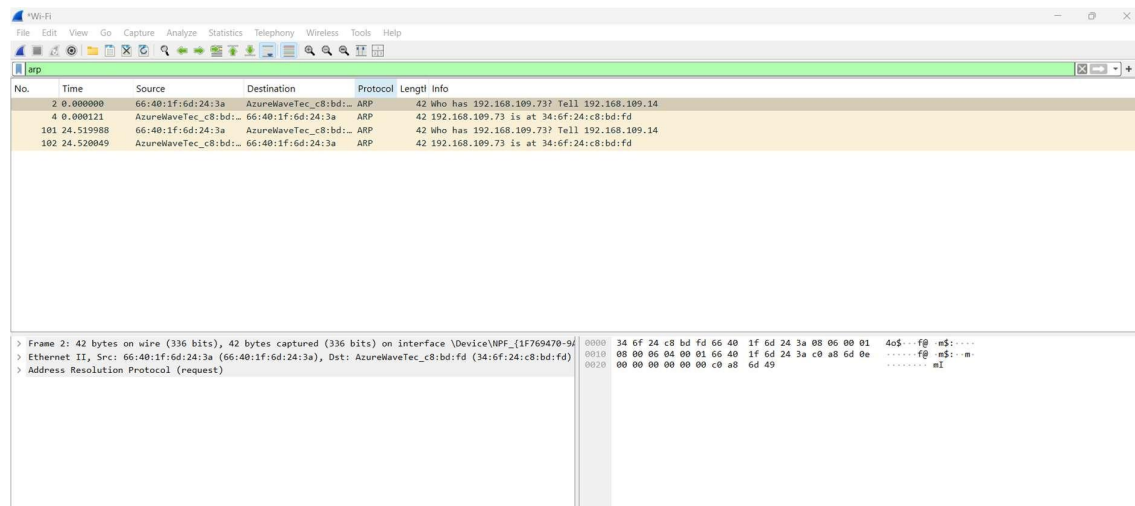 *Wi-Fi
File Edit View Go Capture Analyze Statistics Telephony Wireless Tools Help
arp
No. Time Source Destination Protocol Lengtl Info
2 0.000000 66:40:1f:6d:24:3a AzureWaveTec_c8:bd:… ARP 42 Who has 192.168.109.73? Tell 192.168.109.14
4 0.000121 AzureWaveTec_c8:bd:… 66:40:1f:6d:24:3a ARP 42 192.168.109.73 is at 34:6f:24:c8:bd:fd
101 24.519988 66:40:1f:6d:24:3a AzureWaveTec_c8:bd:… ARP 42 Who has 192.168.109.73? Tell 192.168.109.14
102 24.520049 AzureWaveTec_c8:bd:… 66:40:1f:6d:24:3a ARP 42 192.168.109.73 is at 34:6f:24:c8:bd:fd
> Frame 2: 42 bytes on wire (336 bits), 42 bytes captured (336 bits) on interface \Device\NPF_{1F769470-9A
> Ethernet II, Src: 66:40:1f:6d:24:3a (66:40:1f:6d:24:3a), Dst: AzureWaveTec_c8:bd:fd (34:6f:24:c8:bd:fd)
> Address Resolution Protocol (request)
0000 34 6f 24 c8 bd fd 66 40 1f 6d 24 3a 08 06 00 01 4o$···f@ ·m$:····
0010 08 00 06 04 00 01 66 40 1f 6d 24 3a c0 a8 6d 0e ······f@ ·m$:··m·
0020 00 00 00 00 00 00 c0 a8 6d 49 ········ mI